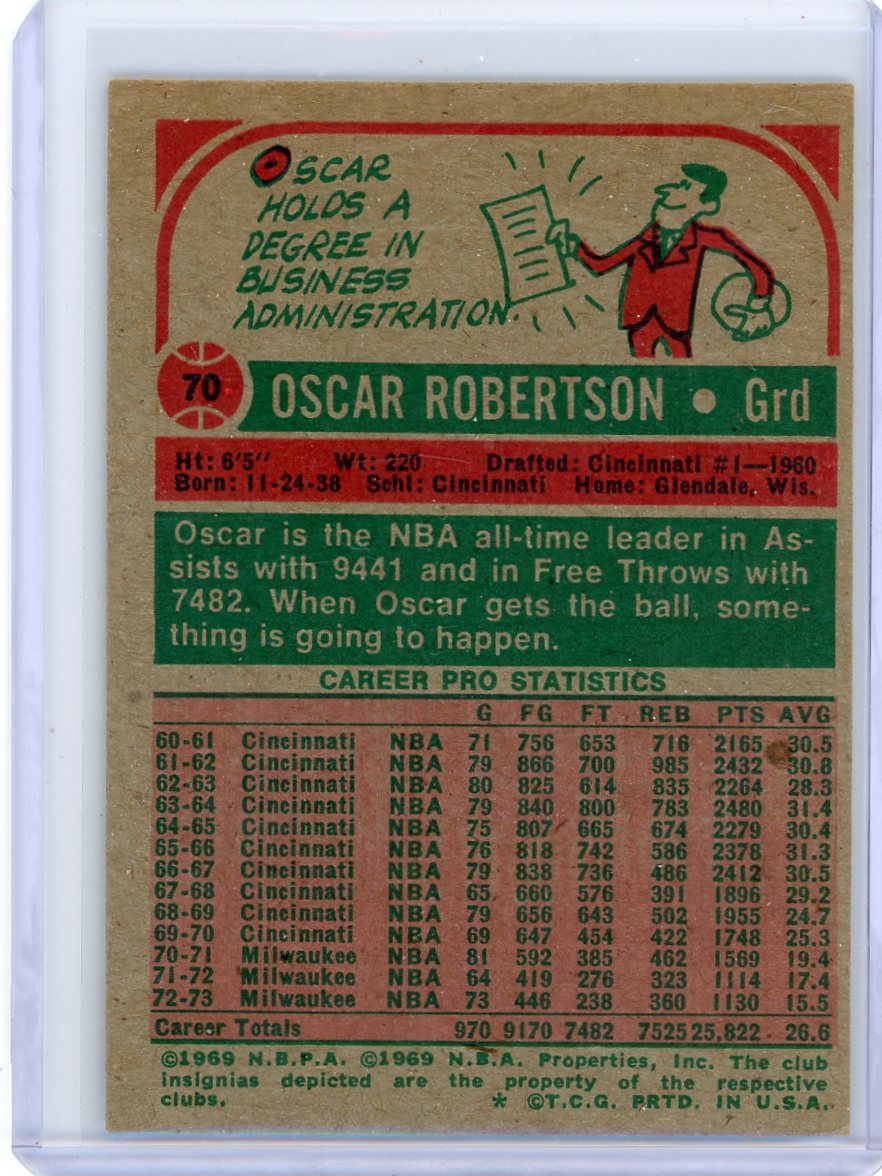 OSCAR
HOLDS A
DEGREE IN
BUSINESS
ADMINISTRATION.
70 OSCAR ROBERTSON • Grd
Ht: 6'5" Wt: 220 Drafted: Cincinnati #1—1960
Born: 11-24-38 Schl: Cincinnati Home: Glendale, Wis.
Oscar is the NBA all-time leader in As-
sists with 9441 and in Free Throws with
7482. When Oscar gets the ball, some-
thing is going to happen.
CAREER PRO STATISTICS
G FG FT REB PTS AVG
60-61 Cincinnati NBA 71 756 653 716 2165 30.5
61-62 Cincinnati NBA 79 866 700 985 2432 30.8
62-63 Cincinnati NBA 80 825 614 835 2264 28.3
63-64 Cincinnati NBA 79 840 800 783 2480 31.4
64-65 Cincinnati NBA 75 807 665 674 2279 30.4
65-66 Cincinnati NBA 76 818 742 586 2378 31.3
66-67 Cincinnati NBA 79 838 736 486 2412 30.5
67-68 Cincinnati NBA 65 660 576 391 1896 29.2
68-69 Cincinnati NBA 79 656 643 502 1955 24.7
69-70 Cincinnati NBA 69 647 454 422 1748 25.3
70-71 Milwaukee NBA 81 592 385 462 1569 19.4
71-72 Milwaukee NBA 64 419 276 323 1114 17.4
72-73 Milwaukee NBA 73 446 238 360 1130 15.5
Career Totals 970 9170 7482 7525 25,822 26.6
©1969 N.B.P.A. ©1969 N.B.A. Properties, Inc. The club
insignias depicted are the property of the respective
clubs. * ©T.C.G. PRTD. IN U.S.A.